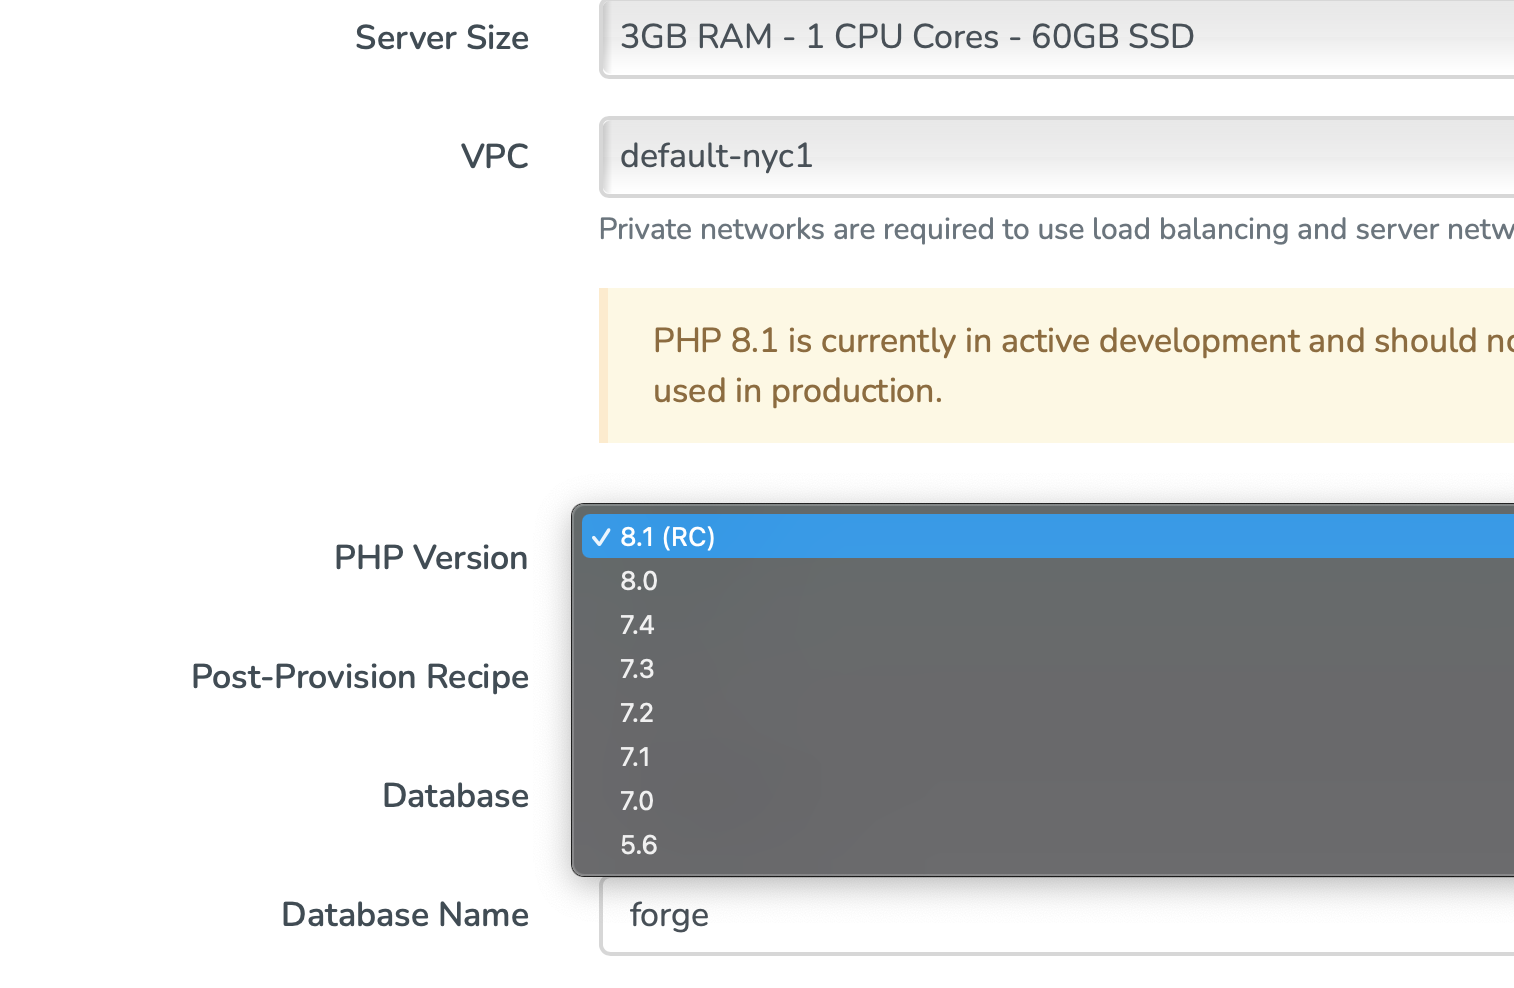 Server Size
3GB RAM - 1 CPU Cores - 60GB SSD
VPC
default-nyc1
Private networks are required to use load balancing and server
PHP 8.1 is currently in active development and should
used in production.
PHP Version
✓ 8.1 (RC)
8.0
7.4
7.3
7.2
7.1
7.0
5.6
Post-Provision Recipe
Database
Database Name
forge